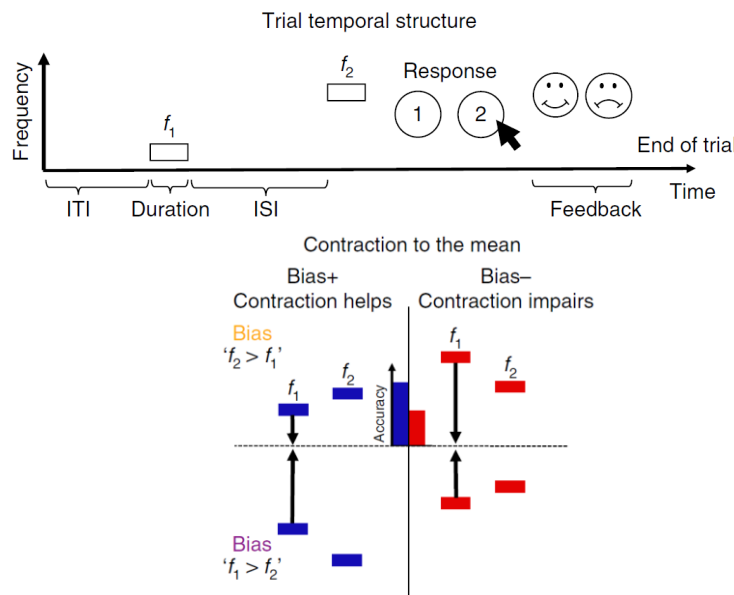 Trial temporal structure
Frequency
f1
f2
Response
1
2
End of trial
Time
ITI
Duration
ISI
Feedback
Contraction to the mean
Bias+
Contraction helps
Bias–
Contraction impairs
Bias
‘f2 > f1’
f1
f2
Accuracy
f1
f2
Bias
‘f1 > f2’